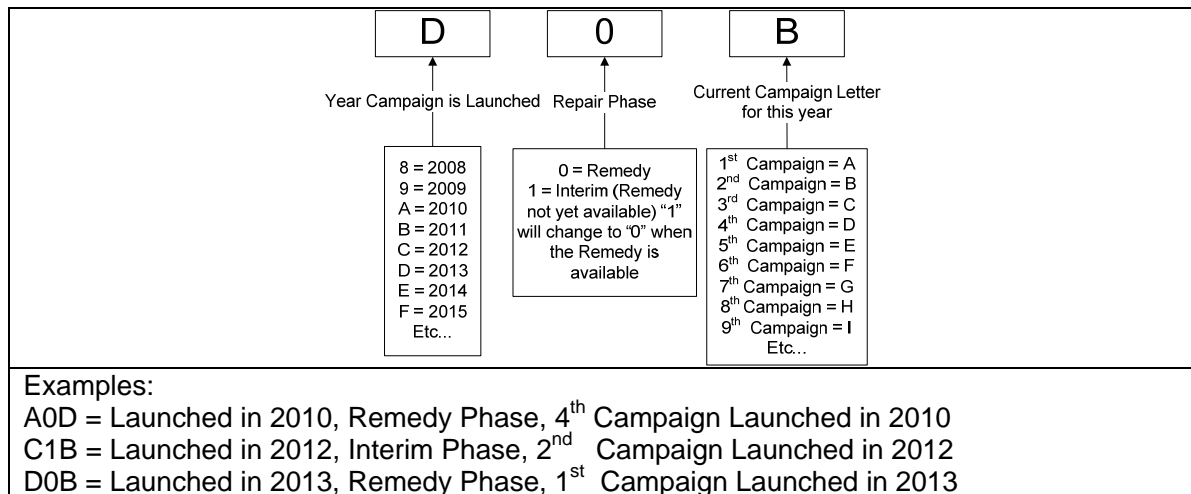 D 0 B
Year Campaign is Launched
Repair Phase
Current Campaign Letter
for this year
8 = 2008
9 = 2009
A = 2010
B = 2011
C = 2012
D = 2013
E = 2014
F = 2015
Etc...
0 = Remedy
1 = Interim (Remedy
not yet available) “1”
will change to “0” when
the Remedy is
available
1st Campaign = A
2nd Campaign = B
3rd Campaign = C
4th Campaign = D
5th Campaign = E
6th Campaign = F
7th Campaign = G
8th Campaign = H
9th Campaign = I
Etc...
Examples:
A0D = Launched in 2010, Remedy Phase, 4th Campaign Launched in 2010
C1B = Launched in 2012, Interim Phase, 2nd Campaign Launched in 2012
D0B = Launched in 2013, Remedy Phase, 1st Campaign Launched in 2013